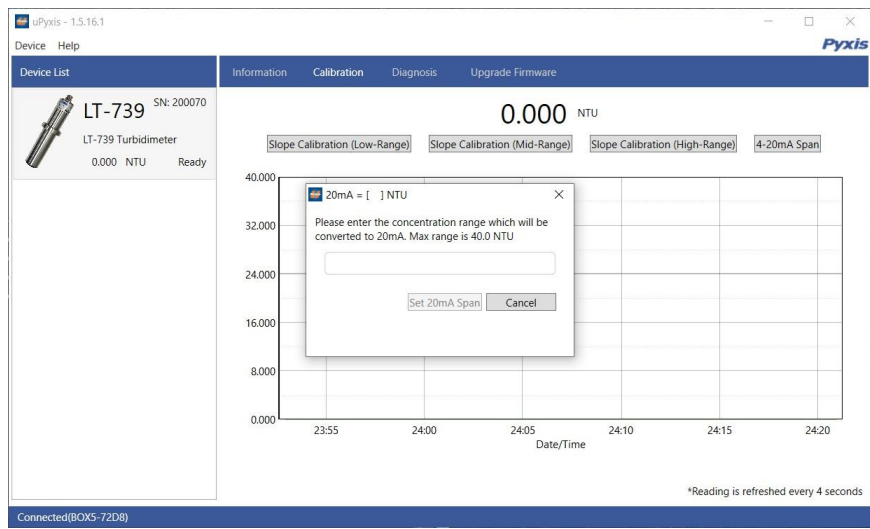 uPyxis - 1.5.16.1
Device Help
Pyxis
Device List
Information Calibration Diagnosis Upgrade Firmware
LT-739 SN: 200070
LT-739 Turbidimeter
0.000 NTU Ready
0.000 NTU
Slope Calibration (Low-Range) Slope Calibration (Mid-Range) Slope Calibration (High-Range) 4-20mA Span
40.000
32.000
24.000
16.000
8.000
0.000
20mA = [ ] NTU
Please enter the concentration range which will be
converted to 20mA. Max range is 40.0 NTU
Set 20mA Span Cancel
23:55 24:00 24:05 24:10 24:15 24:20
Date/Time
*Reading is refreshed every 4 seconds
Connected(BOX5-72D8)